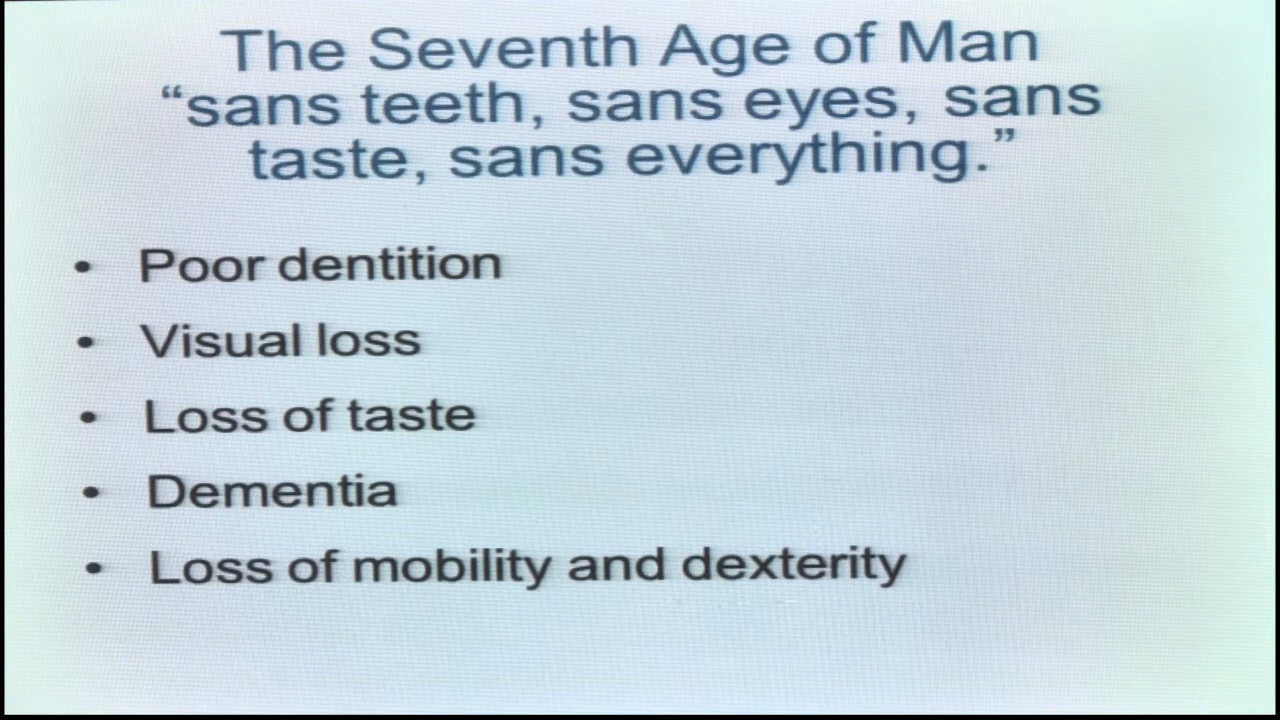 The Seventh Age of Man
“sans teeth, sans eyes, sans
taste, sans everything.”
• Poor dentition
• Visual loss
• Loss of taste
• Dementia
• Loss of mobility and dexterity